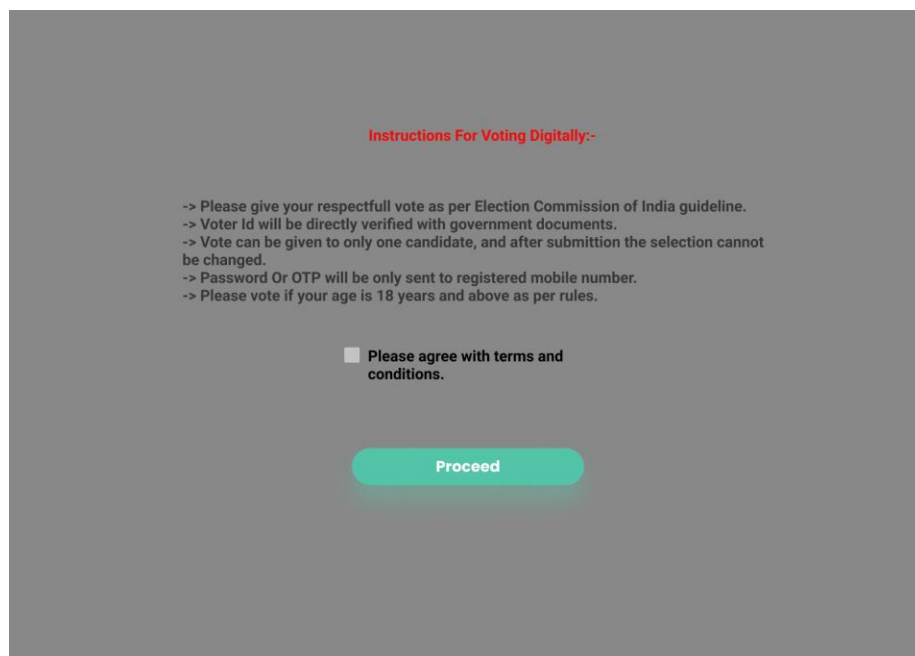 Instructions For Voting Digitally:-
-> Please give your respectfull vote as per Election Commission of India guideline.
-> Voter Id will be directly verified with government documents.
-> Vote can be given to only one candidate, and after submittion the selection cannot
be changed.
-> Password Or OTP will be only sent to registered mobile number.
-> Please vote if your age is 18 years and above as per rules.
Please agree with terms and
conditions.
Proceed